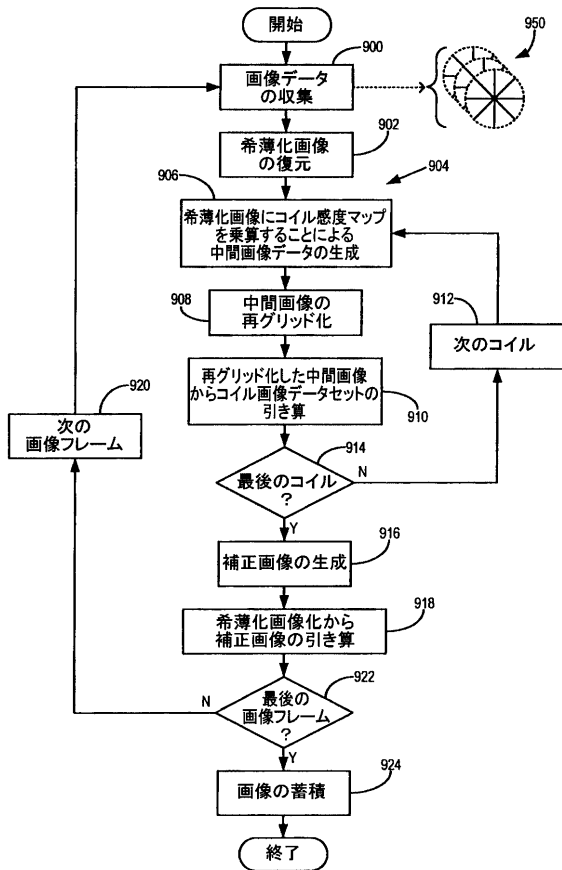 開始
900
950
画像データ
の収集
902
希薄化画像
の復元
904
906
希薄化画像にコイル感度マップ
を乗算することによる
中間画像データの生成
908
中間画像の
再グリッド化
912
次のコイル
再グリッド化した中間画像
からコイル画像データセットの
引き算
910
920
次の
画像フレーム
914
最後のコイル
?
N
Y
補正画像の生成
916
希薄化画像化から
補正画像の引き算
918
922
最後の
画像フレーム
?
N
Y
画像の蓄積
924
終了